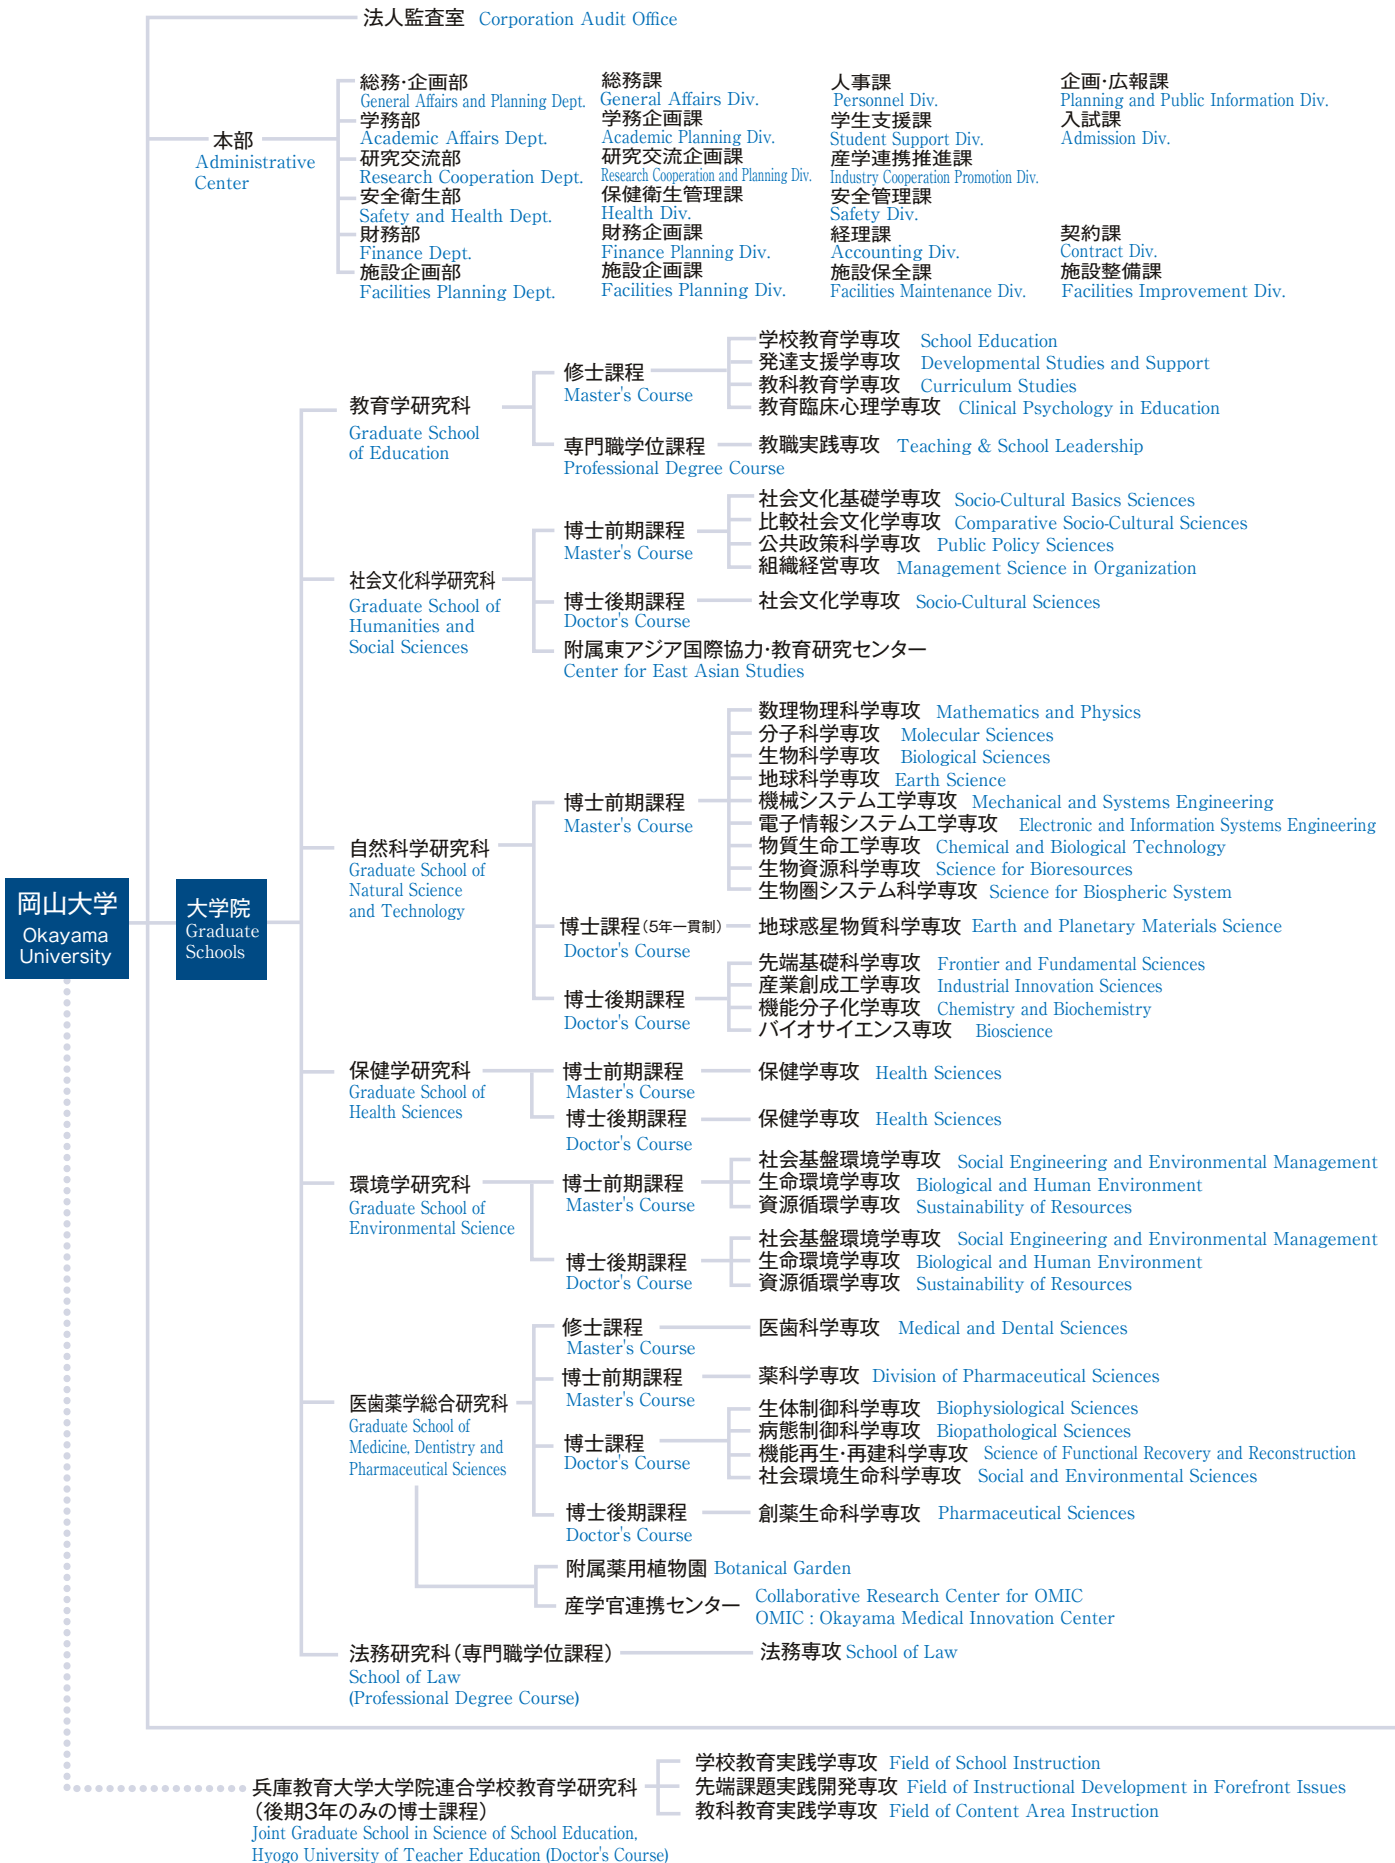 法人監査室 Corporation Audit Office
総務･企画部 総務課 人事課 企画･広報課
General Affairs and Planning Dept. General Affairs Div. Personnel Div. Planning and Public Information Div.
学務部 学務企画課 学生支援課 入試課
Academic Affairs Dept. Academic Planning Div. Student Support Div. Admission Div.
本部
Administrative
Center
研究交流部 研究交流企画課 産学連携推進課
Research Cooperation Dept. Research Cooperation and Planning Div. Industry Cooperation Promotion Div.
安全衛生部 保健衛生管理課 安全管理課
Safety and Health Dept. Health Div. Safety Div.
財務部 財務企画課 経理課 契約課
Finance Dept. Finance Planning Div. Accounting Div. Contract Div.
施設企画部 施設企画課 施設保全課 施設整備課
Facilities Planning Dept. Facilities Planning Div. Facilities Maintenance Div. Facilities Improvement Div.
岡山大学
Okayama
University
大学院
Graduate
Schools
教育学研究科
Graduate School
of Education
修士課程
Master's Course
学校教育学専攻 School Education
発達支援学専攻 Developmental Studies and Support
教科教育学専攻 Curriculum Studies
教育臨床心理学専攻 Clinical Psychology in Education
専門職学位課程 教職実践専攻 Teaching & School Leadership
Professional Degree Course
社会文化科学研究科
Graduate School of
Humanities and
Social Sciences
博士前期課程
Master's Course
社会文化基礎学専攻 Socio-Cultural Basics Sciences
比較社会文化学専攻 Comparative Socio-Cultural Sciences
公共政策科学専攻 Public Policy Sciences
組織経営専攻 Management Science in Organization
博士後期課程 社会文化学専攻 Socio-Cultural Sciences
Doctor's Course
附属東アジア国際協力･教育研究センター
Center for East Asian Studies
自然科学研究科
Graduate School of
Natural Science
and Technology
博士前期課程
Master's Course
数理物理科学専攻 Mathematics and Physics
分子科学専攻 Molecular Sciences
生物科学専攻 Biological Sciences
地球科学専攻 Earth Science
機械システム工学専攻 Mechanical and Systems Engineering
電子情報システム工学専攻 Electronic and Information Systems Engineering
物質生命工学専攻 Chemical and Biological Technology
生物資源科学専攻 Science for Bioresources
生物圏システム科学専攻 Science for Biospheric System
博士課程（5年一貫制） 地球惑星物質科学専攻 Earth and Planetary Materials Science
Doctor's Course
博士後期課程
Doctor's Course
先端基礎科学専攻 Frontier and Fundamental Sciences
産業創成工学専攻 Industrial Innovation Sciences
機能分子化学専攻 Chemistry and Biochemistry
バイオサイエンス専攻 Bioscience
保健学研究科
Graduate School of
Health Sciences
博士前期課程 保健学専攻 Health Sciences
Master's Course
博士後期課程 保健学専攻 Health Sciences
Doctor's Course
環境学研究科
Graduate School of
Environmental Science
博士前期課程
Master's Course
社会基盤環境学専攻 Social Engineering and Environmental Management
生命環境学専攻 Biological and Human Environment
資源循環学専攻 Sustainability of Resources
博士後期課程
Doctor's Course
社会基盤環境学専攻 Social Engineering and Environmental Management
生命環境学専攻 Biological and Human Environment
資源循環学専攻 Sustainability of Resources
医歯薬学総合研究科
Graduate School of
Medicine, Dentistry and
Pharmaceutical Sciences
修士課程 医歯科学専攻 Medical and Dental Sciences
Master's Course
博士前期課程 薬科学専攻 Division of Pharmaceutical Sciences
Master's Course
博士課程
Doctor's Course
生体制御科学専攻 Biophysiological Sciences
病態制御科学専攻 Biopathological Sciences
機能再生･再建科学専攻 Science of Functional Recovery and Reconstruction
社会環境生命科学専攻 Social and Environmental Sciences
博士後期課程 創薬生命科学専攻 Pharmaceutical Sciences
Doctor's Course
附属薬用植物園 Botanical Garden
産学官連携センター Collaborative Research Center for OMIC
OMIC : Okayama Medical Innovation Center
法務研究科（専門職学位課程） 法務専攻 School of Law
School of Law
(Professional Degree Course)
兵庫教育大学大学院連合学校教育学研究科
（後期3年のみの博士課程）
Joint Graduate School in Science of School Education,
Hyogo University of Teacher Education (Doctor's Course)
学校教育実践学専攻 Field of School Instruction
先端課題実践開発専攻 Field of Instructional Development in Forefront Issues
教科教育実践学専攻 Field of Content Area Instruction